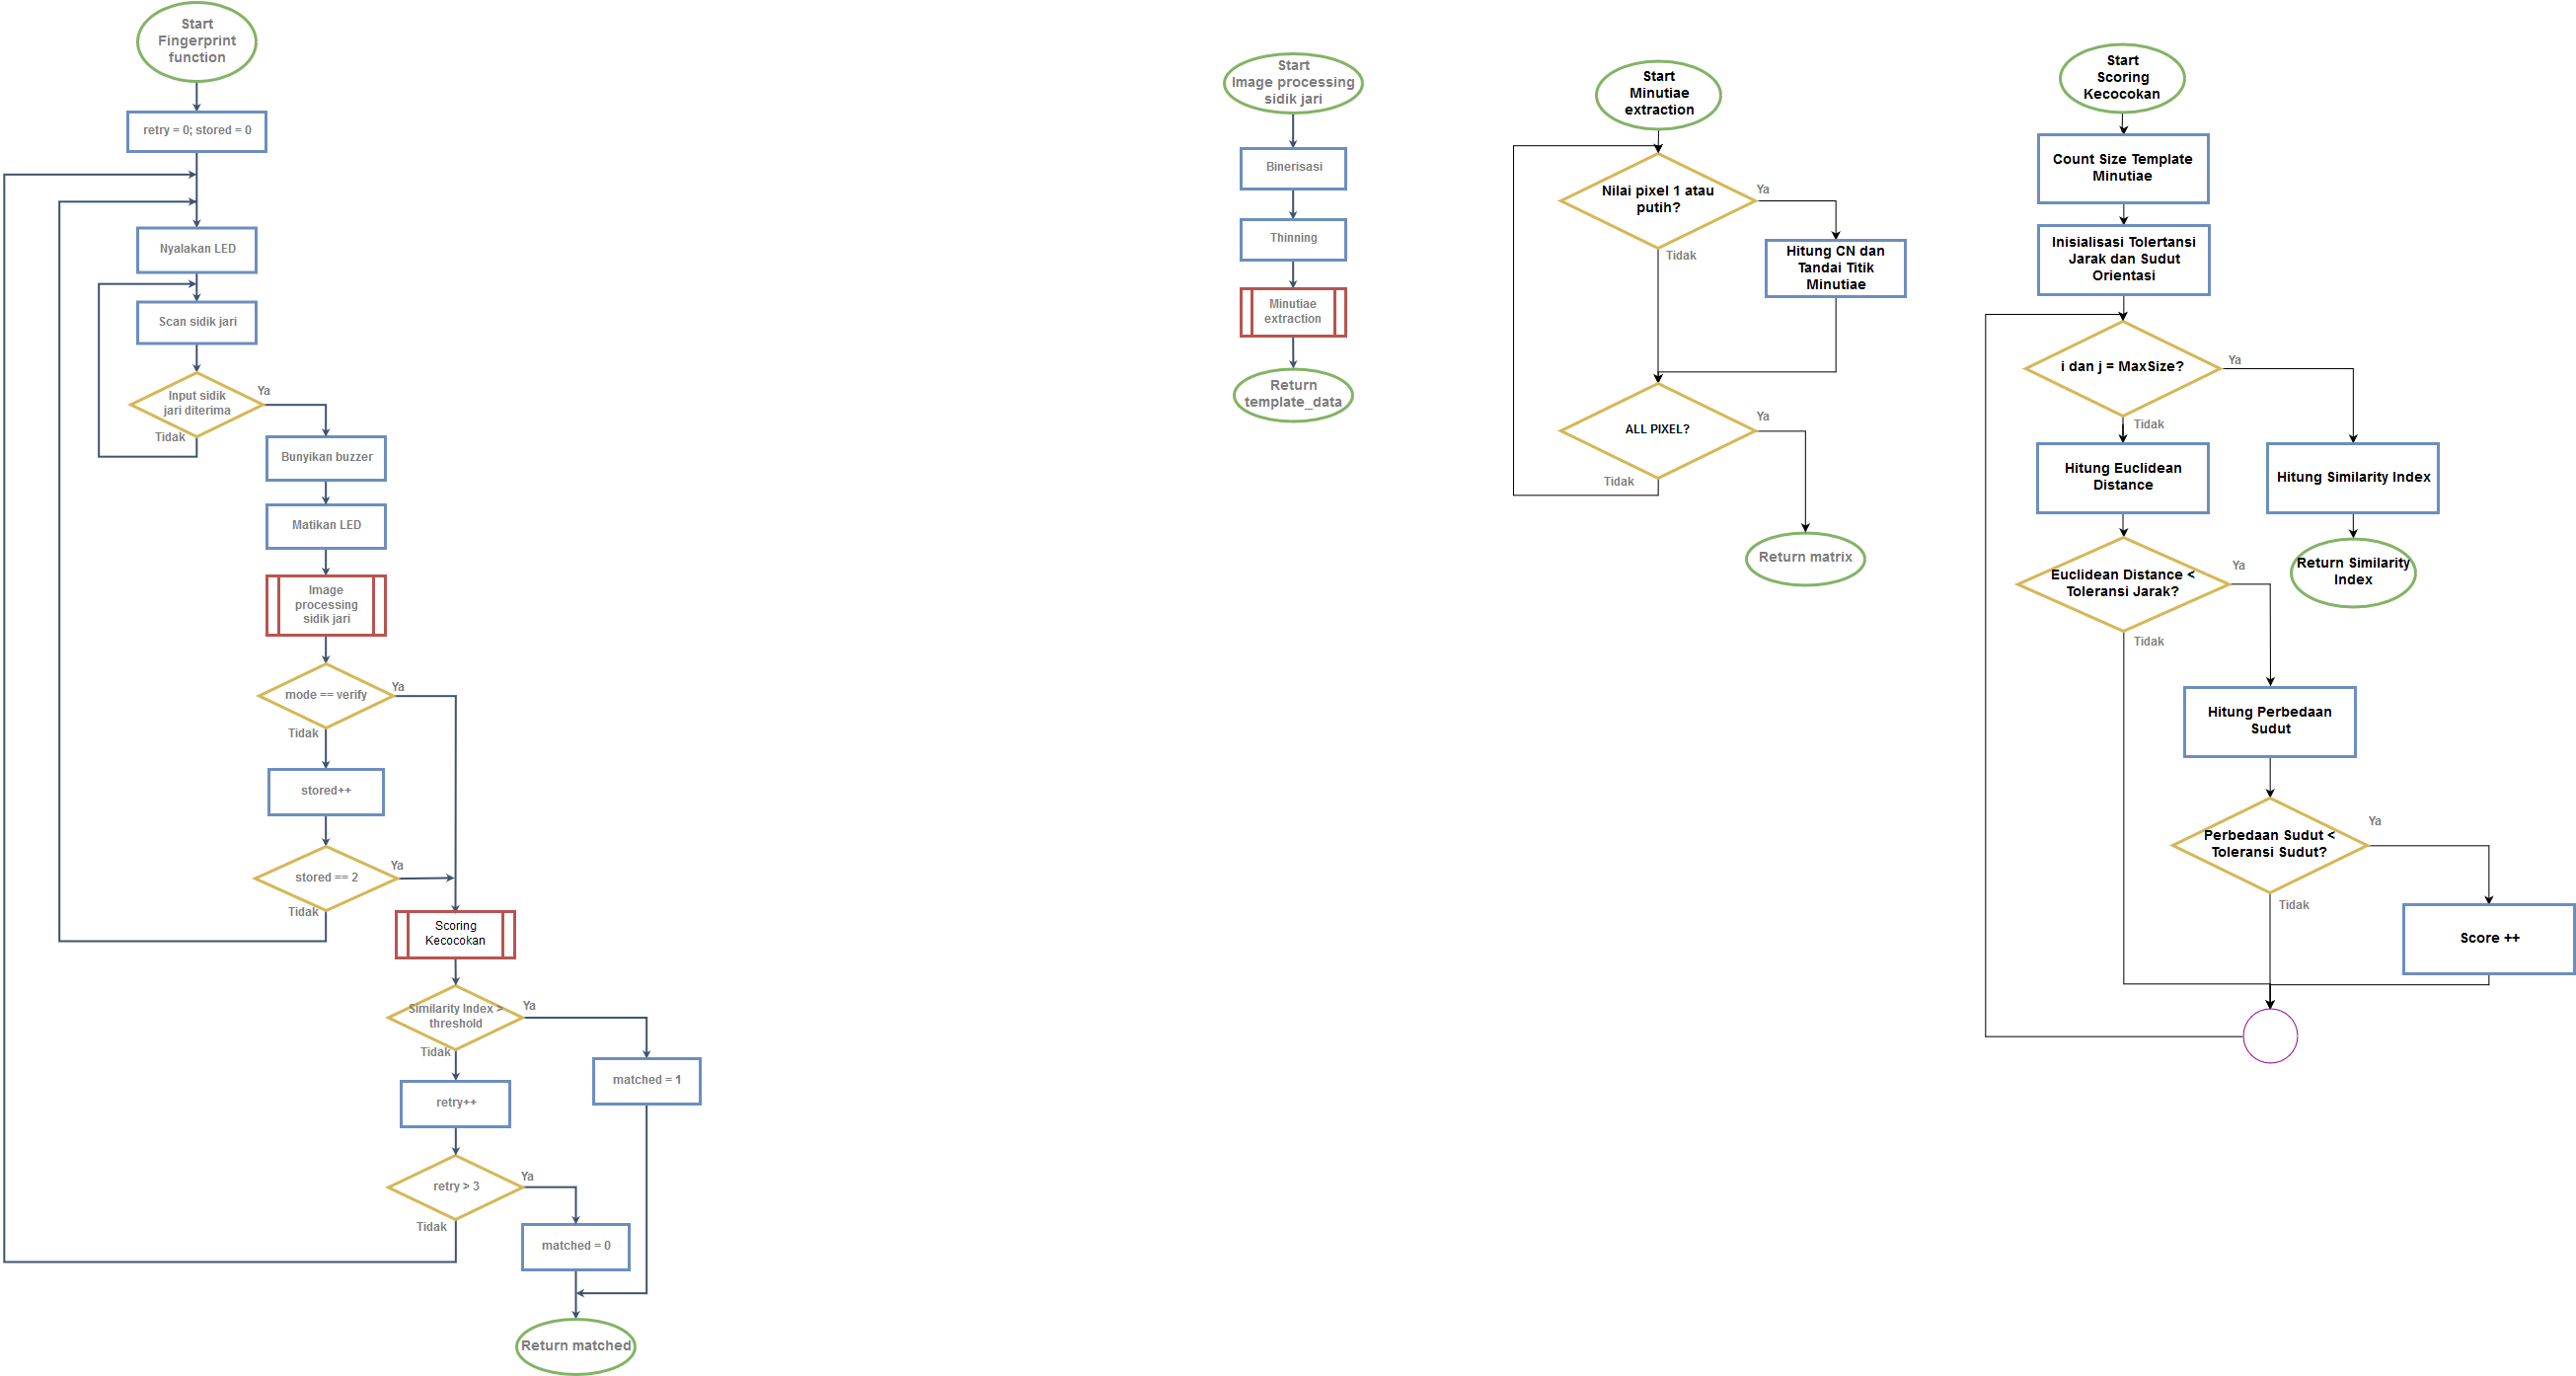 Start
Fingerprint
function
retry = 0; stored = 0
Nyalakan LED
Scan sidik jari
Input sidik
jari diterima
Ya
Tidak
Bunyikan buzzer
Matikan LED
Image
processing
sidik jari
mode == verify
Ya
Tidak
stored++
stored == 2
Ya
Tidak
Scoring
Kecocokan
Similarity Index >
threshold
Ya
Tidak
matched = 1
retry++
retry > 3
Ya
Tidak
matched = 0
Return matched
Start
Image processing
sidik jari
Binerisasi
Thinning
Minutiae
extraction
Return
template_data
Start
Minutiae
extraction
Nilai pixel 1 atau
putih?
Ya
Tidak
Hitung CN dan
Tandai Titik
Minutiae
ALL PIXEL?
Ya
Tidak
Return matrix
Start
Scoring
Kecocokan
Count Size Template
Minutiae
Inisialisasi Tolertansi
Jarak dan Sudut
Orientasi
i dan j = MaxSize?
Ya
Tidak
Hitung Euclidean
Distance
Hitung Similarity Index
Return Similarity
Index
Euclidean Distance <
Toleransi Jarak?
Ya
Tidak
Hitung Perbedaan
Sudut
Perbedaan Sudut <
Toleransi Sudut?
Ya
Tidak
Score ++